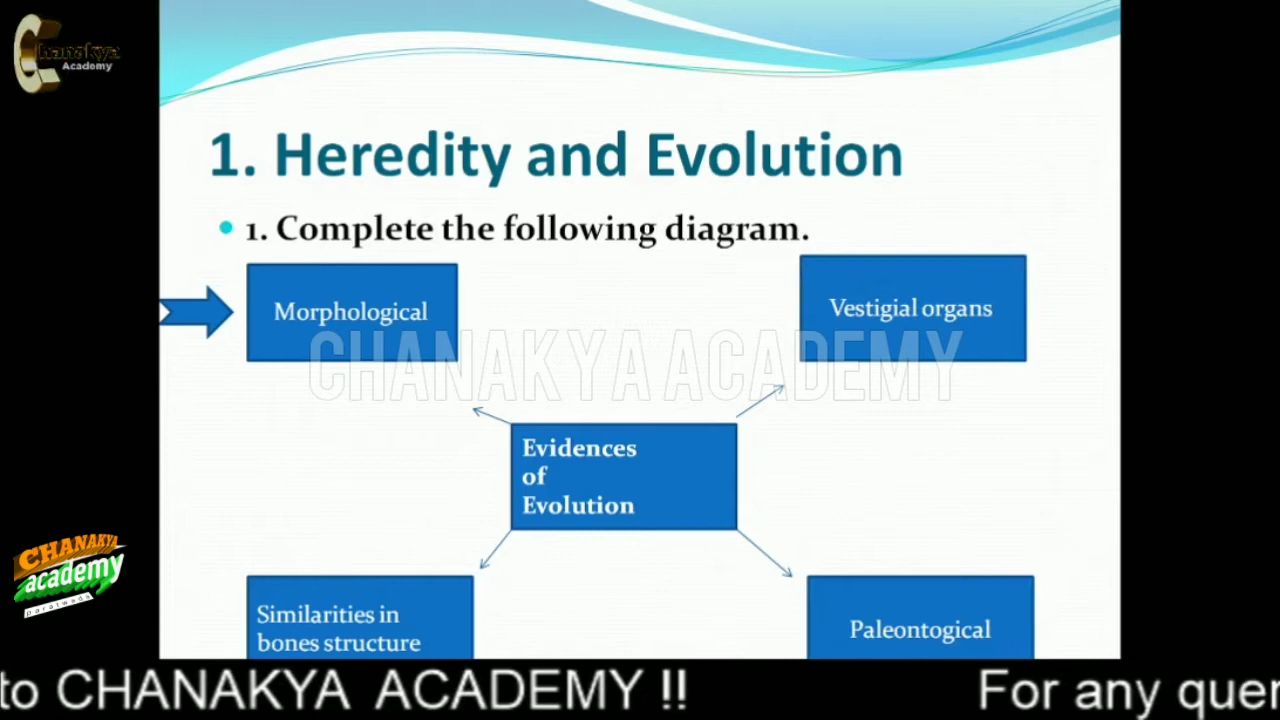 Chanakya
Academy
1. Heredity and Evolution
1. Complete the following diagram.
Morphological
Vestigial organs
CHANAKYA ACADEMY
Evidences
of
Evolution
CHANAKYA
academy
paratwada
Similarities in
bones structure
Paleontogical
to CHANAKYA ACADEMY !! For any quer